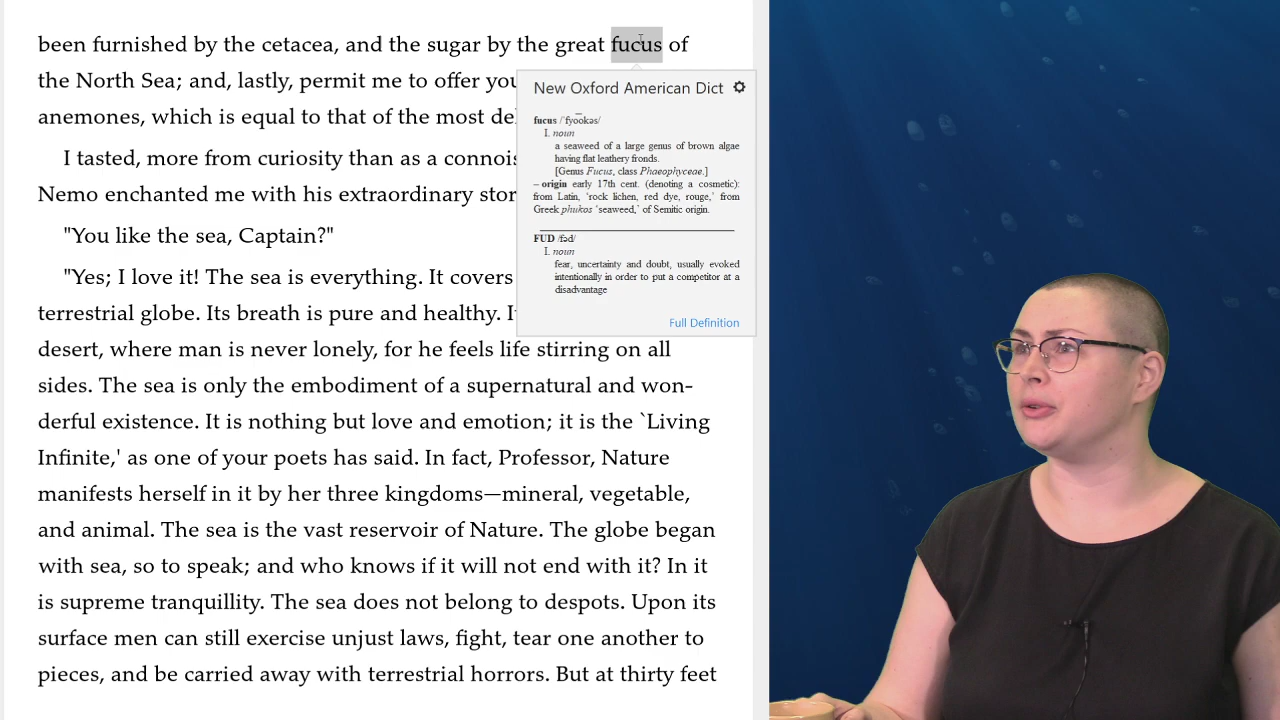 been furnished by the cetacea, and the sugar by the great fucus of
the North Sea; and, lastly, permit me to offer you
anemones, which is equal to that of the most del
I tasted, more from curiosity than as a connois
Nemo enchanted me with his extraordinary stor
"You like the sea, Captain?"
"Yes; I love it! The sea is everything. It covers
terrestrial globe. Its breath is pure and healthy. I
desert, where man is never lonely, for he feels life stirring on all
sides. The sea is only the embodiment of a supernatural and won-
derful existence. It is nothing but love and emotion; it is the `Living
Infinite,' as one of your poets has said. In fact, Professor, Nature
manifests herself in it by her three kingdoms—mineral, vegetable,
and animal. The sea is the vast reservoir of Nature. The globe began
with sea, so to speak; and who knows if it will not end with it? In it
is supreme tranquillity. The sea does not belong to despots. Upon its
surface men can still exercise unjust laws, fight, tear one another to
pieces, and be carried away with terrestrial horrors. But at thirty feet
New Oxford American Dict
fucus /ˈfyo͞okəs/
I. noun
a seaweed of a large genus of brown algae
having flat leathery fronds.
[Genus Fucus, class Phaeophyceae.]
– origin early 17th cent. (denoting a cosmetic):
from Latin, ‘rock lichen, red dye, rouge,’ from
Greek phukos ‘seaweed,’ of Semitic origin.
FUD /fəd/
I. noun
fear, uncertainty and doubt, usually evoked
intentionally in order to put a competitor at a
disadvantage
Full Definition